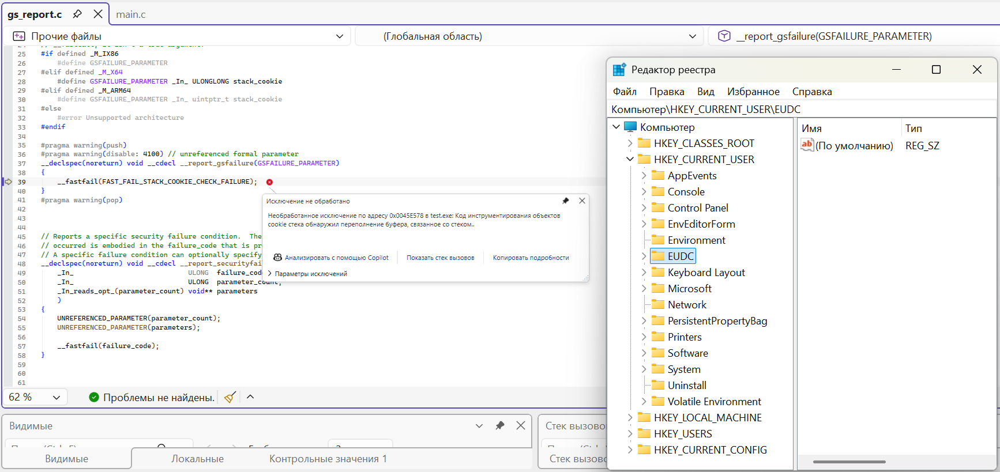 gs_report.c
main.c
Прочие файлы
(Глобальная область)
__report_gsfailure(GSFAILURE_PARAMETER)
25 #if defined _M_IX86
26 #define GSFAILURE_PARAMETER
27 #elif defined _M_X64
28 #define GSFAILURE_PARAMETER _In_ ULONGLONG stack_cookie
29 #elif defined _M_ARM64
30 #define GSFAILURE_PARAMETER _In_ uintptr_t stack_cookie
31 #else
32 #error Unsupported architecture
33 #endif
34
35 #pragma warning(push)
36 #pragma warning(disable: 4100) // unreferenced formal parameter
37 __declspec(noreturn) void __cdecl __report_gsfailure(GSFAILURE_PARAMETER)
38 {
39 __fastfail(FAST_FAIL_STACK_COOKIE_CHECK_FAILURE);
40 }
41 #pragma warning(pop)
42
43
44
45 // Reports a specific security failure condition. The
46 // occurred is embodied in the failure_code that is pr
47 // A specific failure condition can optionally specify
48 __declspec(noreturn) void __cdecl __report_securityfail
49 _In_ ULONG failure_code
50 _In_ ULONG parameter_count,
51 _In_reads_opt_(parameter_count) void** parameters
52 )
53 {
54 UNREFERENCED_PARAMETER(parameter_count);
55 UNREFERENCED_PARAMETER(parameters);
56
57 __fastfail(failure_code);
58 }
59
60
61
Исключение не обработано
Необработанное исключение по адресу 0x0045E578 в test.exe: Код инструментирования объектов
cookie стека обнаружил переполнение буфера, связанное со стеком..
Анализировать с помощью Copilot
Показать стек вызовов
Копировать подробности
Параметры исключений
62 %
Проблемы не найдены.
Видимые
Видимые
Локальные
Контрольные значения 1
Стек вызово
Стек вызово
Редактор реестра
Файл Правка Вид Избранное Справка
Компьютер\HKEY_CURRENT_USER\EUDC
Компьютер
HKEY_CLASSES_ROOT
HKEY_CURRENT_USER
AppEvents
Console
Control Panel
EnvEditorForm
Environment
EUDC
Keyboard Layout
Microsoft
Network
PersistentPropertyBag
Printers
Software
System
Uninstall
Volatile Environment
HKEY_LOCAL_MACHINE
HKEY_USERS
HKEY_CURRENT_CONFIG
Имя Тип
ab (По умолчанию) REG_SZ